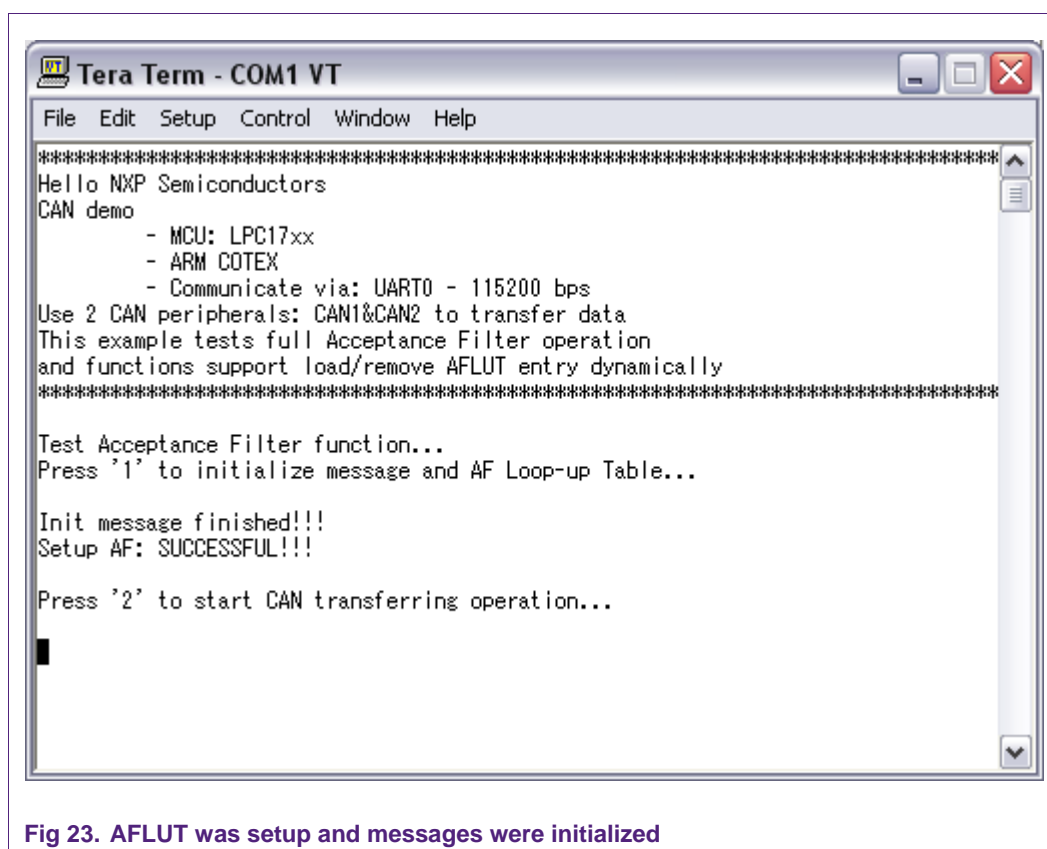 Tera Term - COM1 VT
File Edit Setup Control Window Help
********************************************************************************
Hello NXP Semiconductors
CAN demo
- MCU: LPC17xx
- ARM COTEX
- Communicate via: UART0 - 115200 bps
Use 2 CAN peripherals: CAN1&CAN2 to transfer data
This example tests full Acceptance Filter operation
and functions support load/remove AFLUT entry dynamically
********************************************************************************
Test Acceptance Filter function...
Press '1' to initialize message and AF Loop-up Table...
Init message finished!!!
Setup AF: SUCCESSFUL!!!
Press '2' to start CAN transferring operation...
Fig 23. AFLUT was setup and messages were initialized